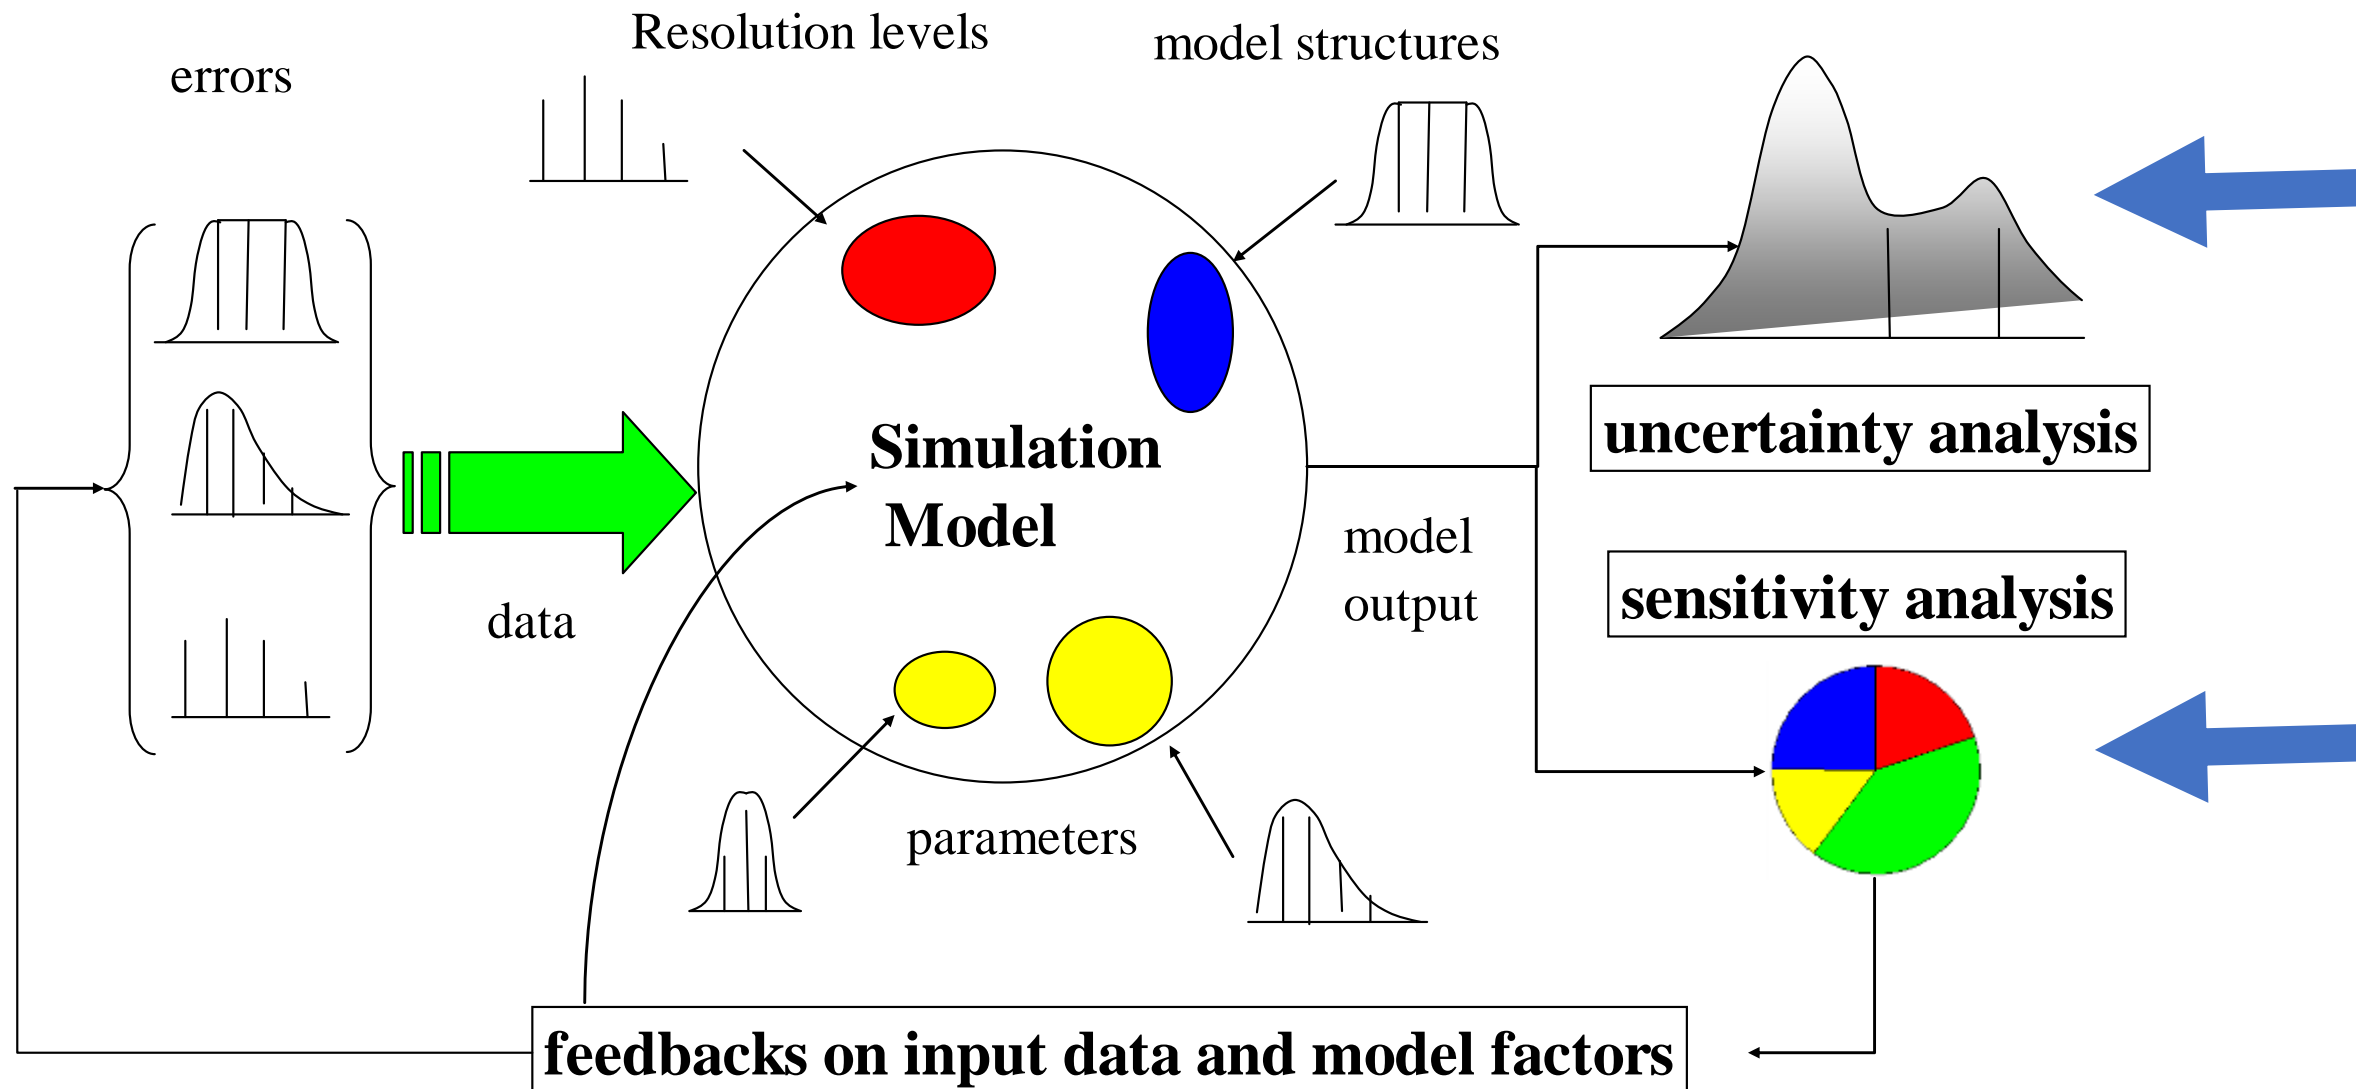 Resolution levels
model structures
errors
uncertainty analysis
Simulation
Model
model
output
sensitivity analysis
data
parameters
feedbacks on input data and model factors